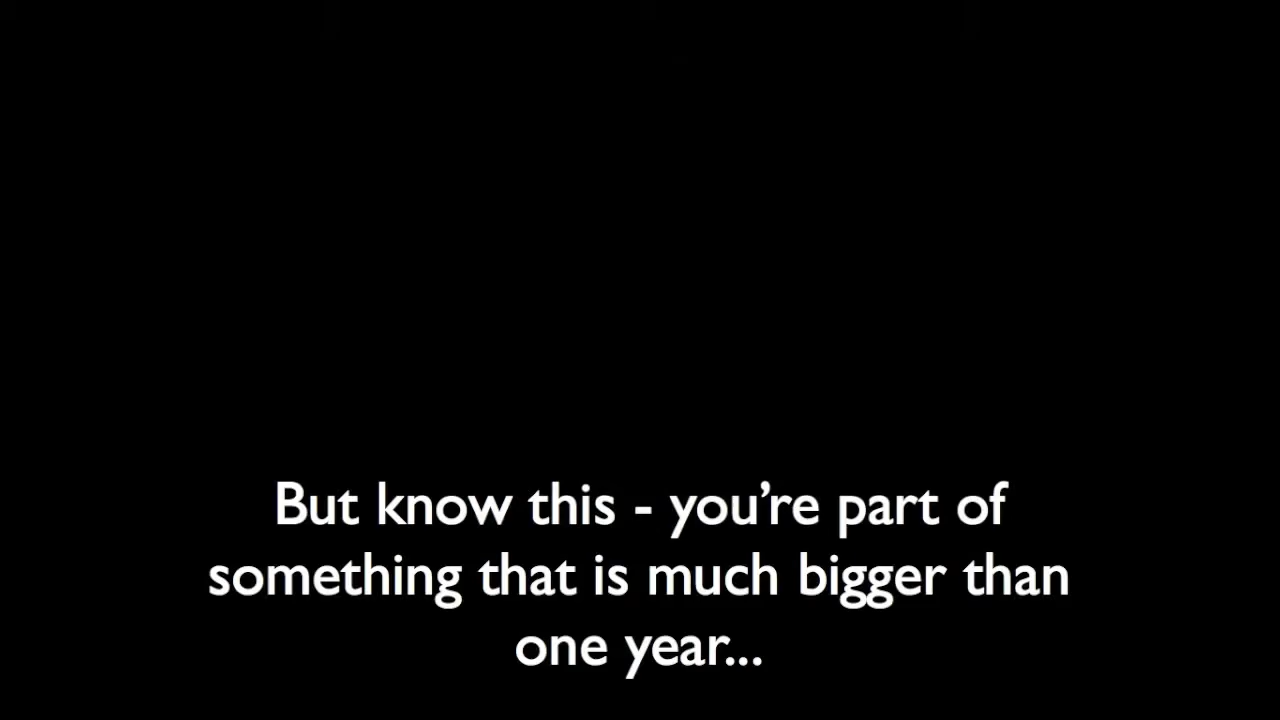 But know this - you’re part of
something that is much bigger than
one year...